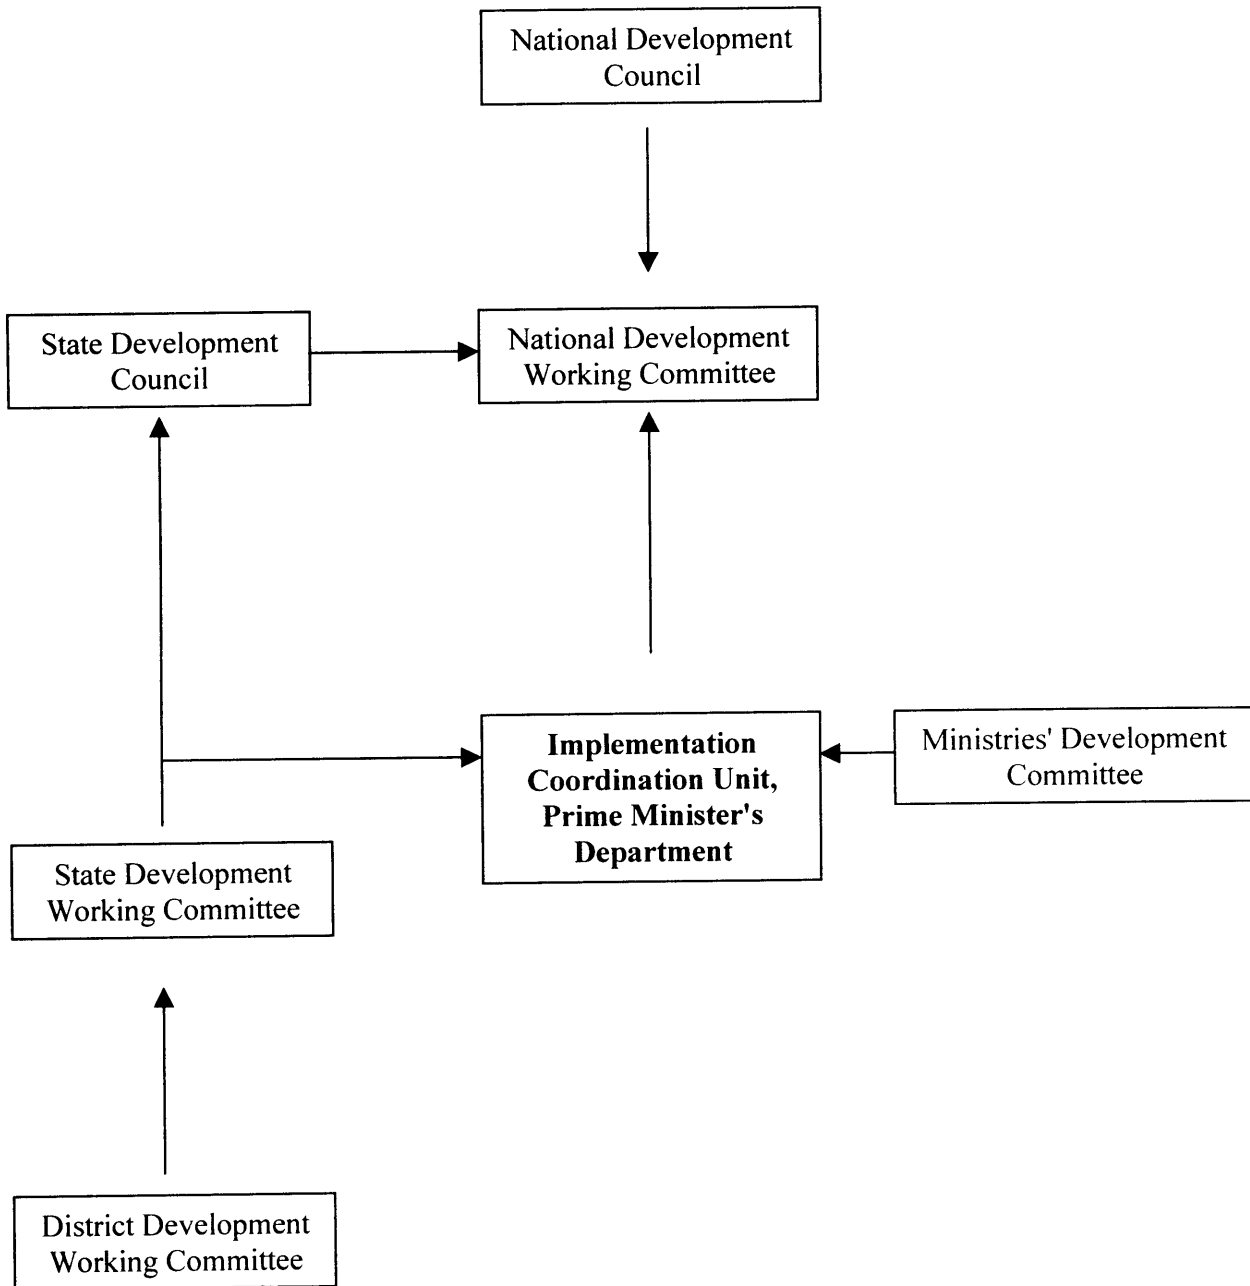 National Development
Council
State Development
Council
National Development
Working Committee
Implementation
Coordination Unit,
Prime Minister's
Department
Ministries' Development
Committee
State Development
Working Committee
District Development
Working Committee